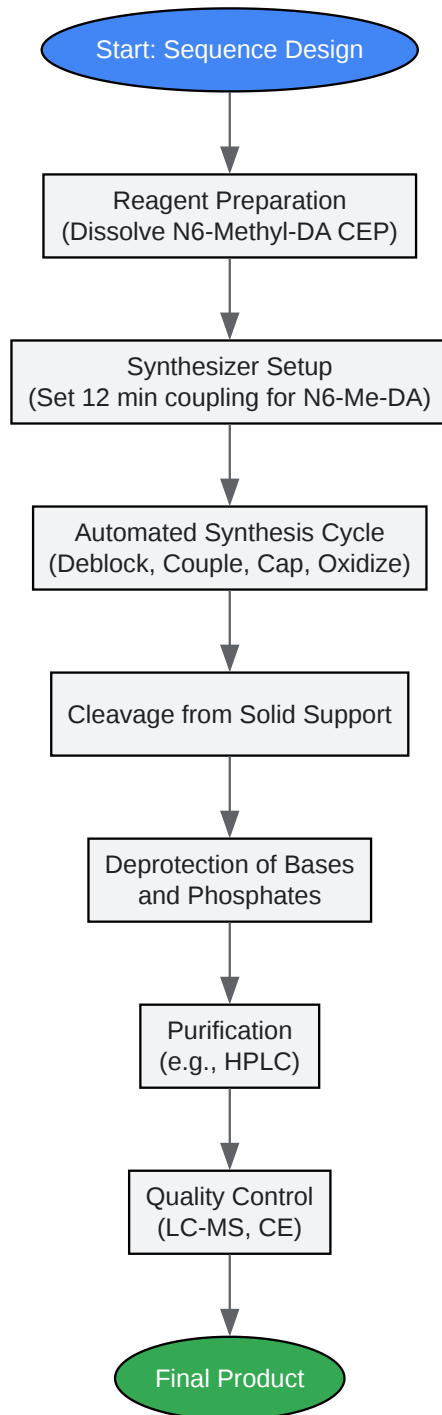 Start: Sequence Design
Reagent Preparation
(Dissolve N6-Methyl-DA CEP)
Synthesizer Setup
(Set 12 min coupling for N6-Me-DA)
Automated Synthesis Cycle
(Deblock, Couple, Cap, Oxidize)
Cleavage from Solid Support
Deprotection of Bases
and Phosphates
Purification
(e.g., HPLC)
Quality Control
(LC-MS, CE)
Final Product